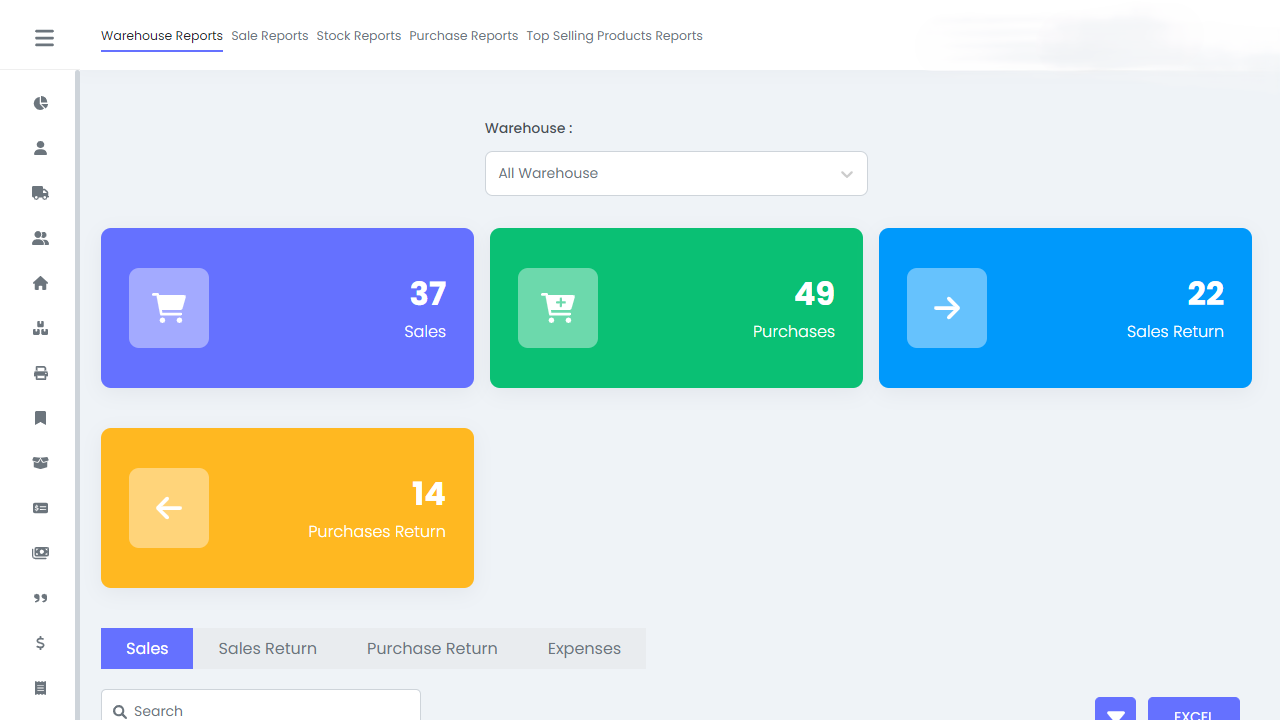 Warehouse Reports Sale Reports Stock Reports Purchase Reports Top Selling Products Reports
Warehouse :
All Warehouse
37
Sales
49
Purchases
22
Sales Return
14
Purchases Return
Sales Sales Return Purchase Return Expenses
Search
EXCEL